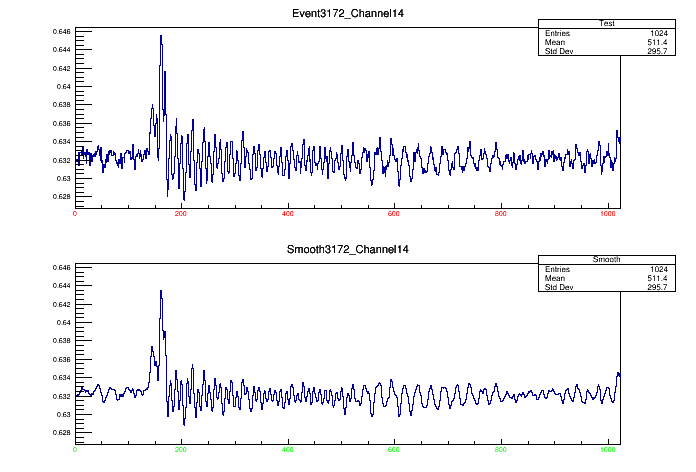 Event3172_Channel14
Test
Entries 1024
Mean 511.4
Std Dev 295.7
0.646
0.644
0.642
0.64
0.638
0.636
0.634
0.632
0.63
0.628
0 200 400 600 800 1000
Smooth3172_Channel14
Smooth
Entries 1024
Mean 511.4
Std Dev 295.7
0.646
0.644
0.642
0.64
0.638
0.636
0.634
0.632
0.63
0.628
0 200 400 600 800 1000